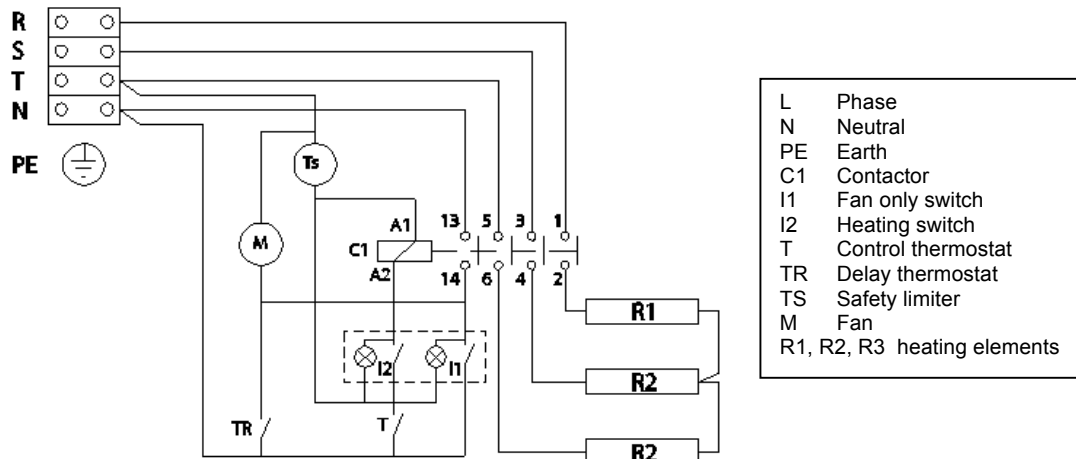 R
S
T
N
PE
Ts
M
C1
A1
A2
13
5
3
1
14
6
4
2
R1
R2
R2
I2
I1
TR
T
L Phase
N Neutral
PE Earth
C1 Contactor
I1 Fan only switch
I2 Heating switch
T Control thermostat
TR Delay thermostat
TS Safety limiter
M Fan
R1, R2, R3 heating elements